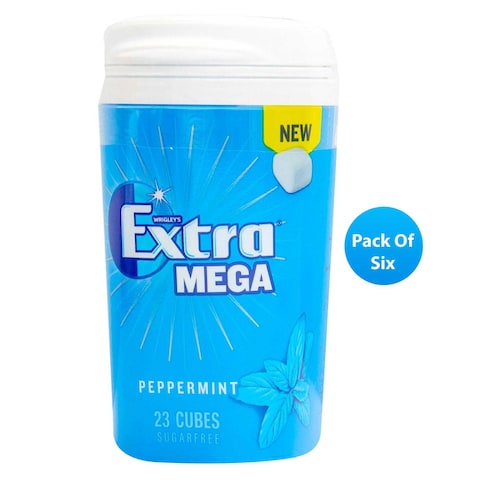 NEW
WRIGLEY'S
Extra
MEGA
PEPPERMINT
23 CUBES
SUGARFREE
Pack Of
Six